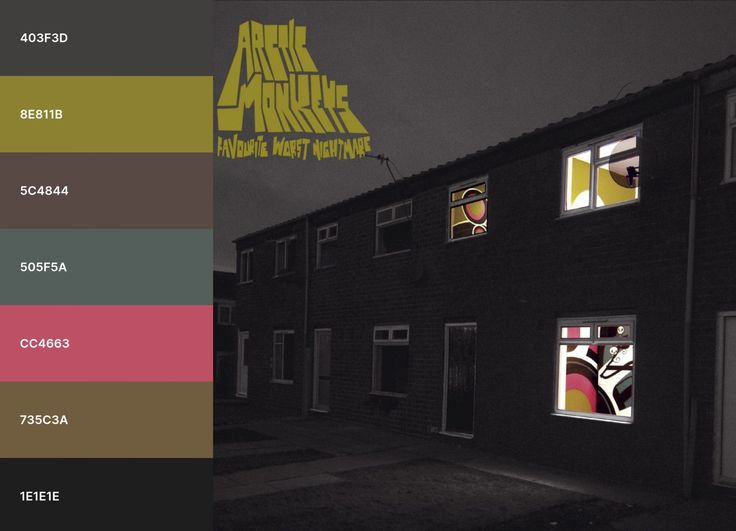 403F3D
8E811B
5C4844
505F5A
CC4663
735C3A
1E1E1E
ARCTIC
MONKEYS
FAVOURITE WORST NIGHTMARE